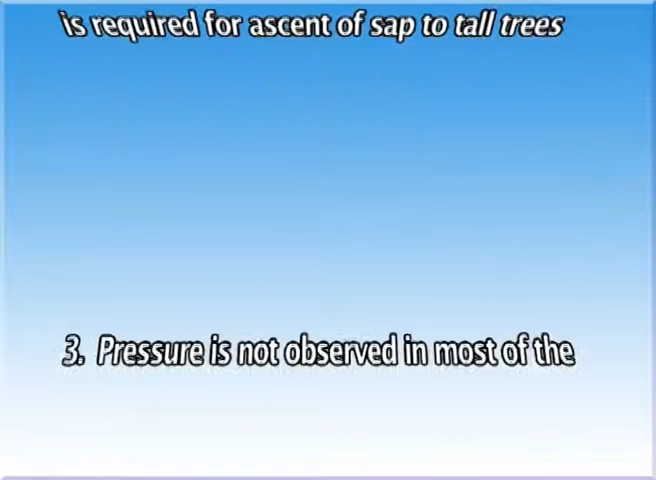 is required for ascent of sap to tall trees
3. Pressure is not observed in most of the